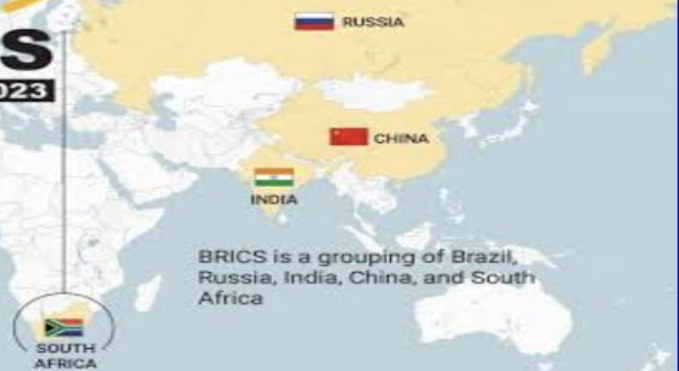 S
023
RUSSIA
CHINA
INDIA
BRICS is a grouping of Brazil,
Russia, India, China, and South
Africa
SOUTH
AFRICA